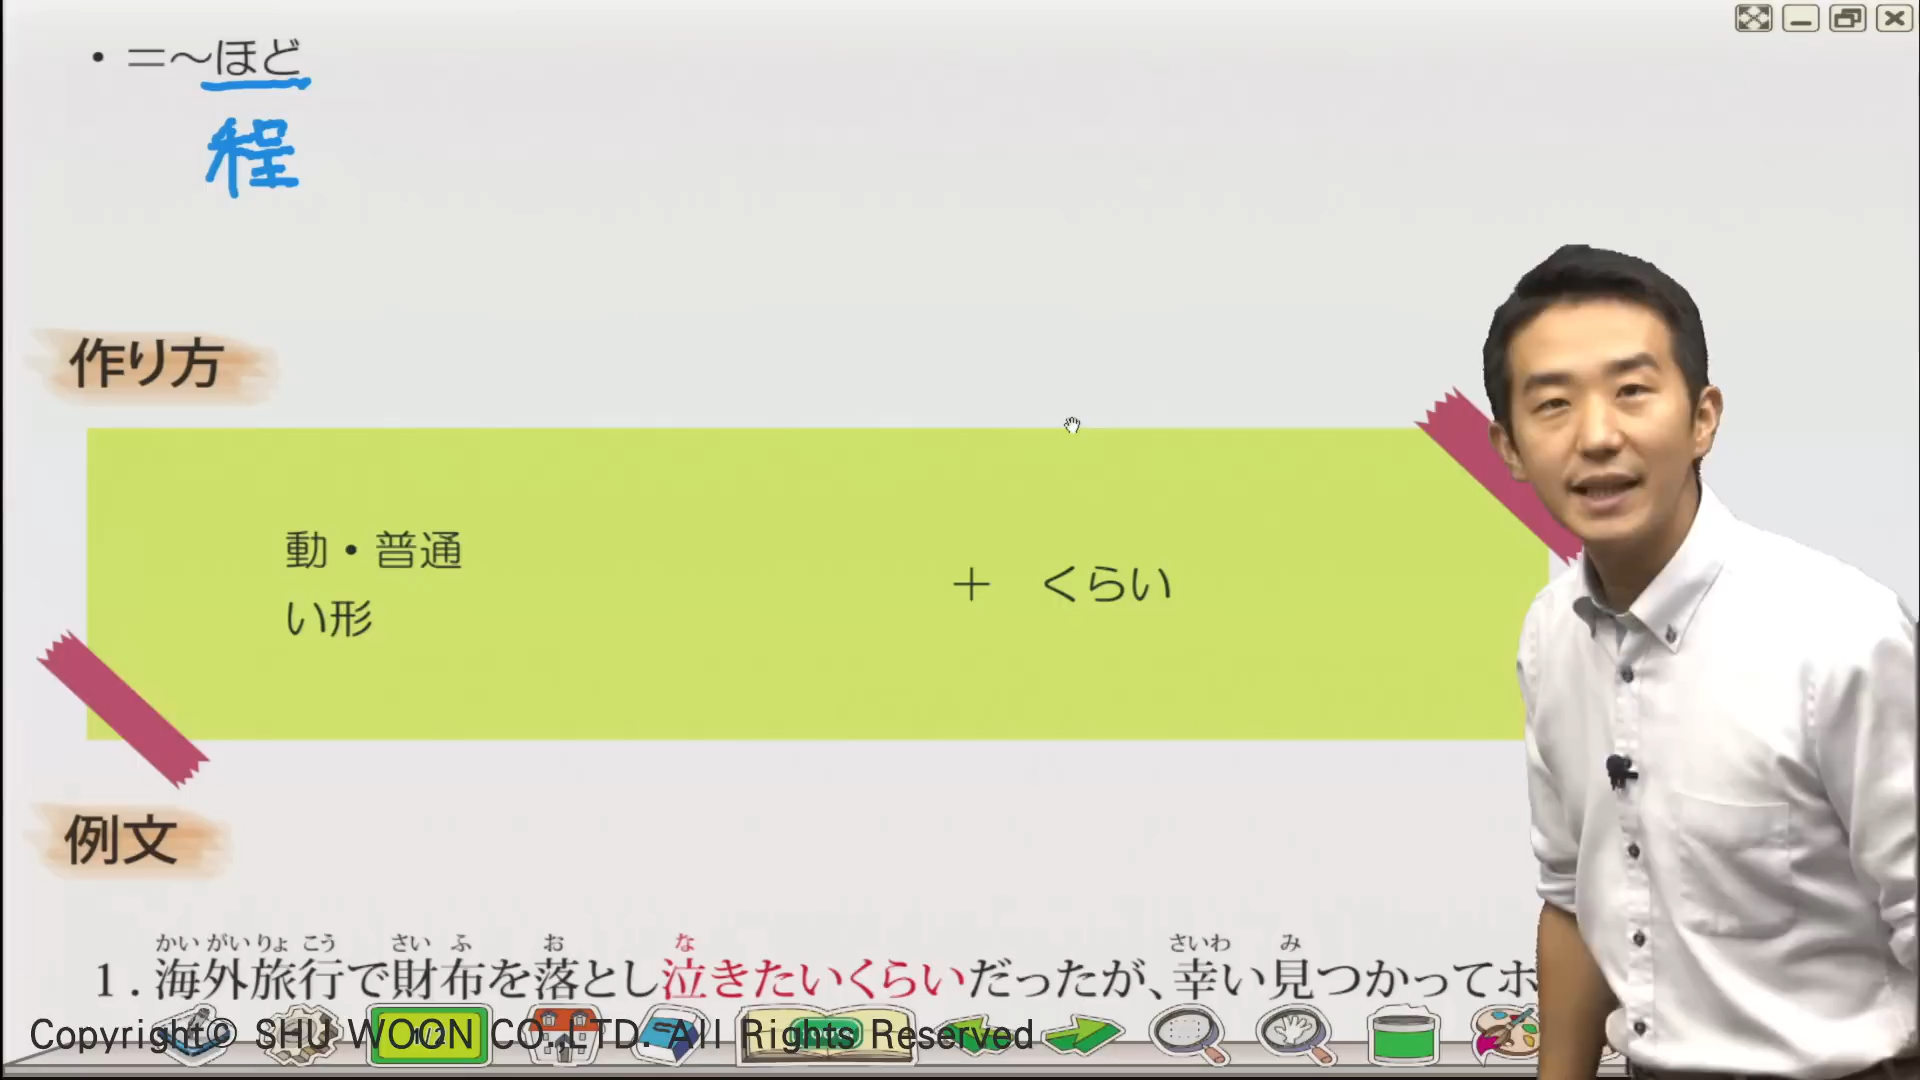 ・＝～ほど
程
作り方
動・普通
い形
＋ くらい
例文
かいがいりょこう さいふ お な さいわ み
1．海外旅行で財布を落とし泣きたいくらいだったが、幸い見つかってホ
1/2
Copyright© SHU WOON CO.,LTD. All Rights Reserved